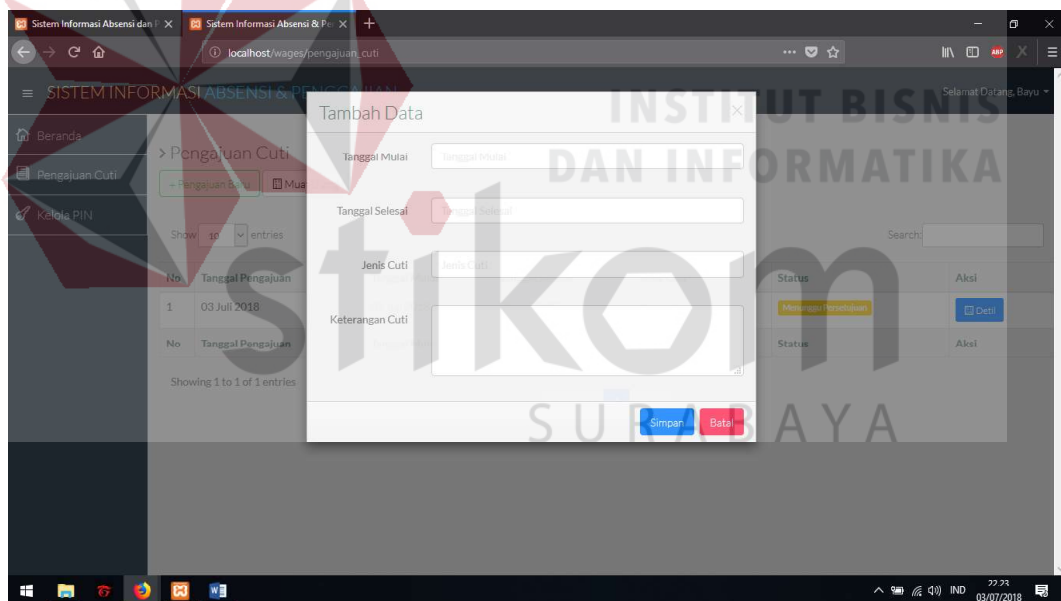 Sistem Informasi Absensi dan P
Sistem Informasi Absensi & Pe
localhost/wages/pengajuan_cuti
SISTEM INFORMASI ABSENSI & PENGGAJIAN
Selamat Datang, Bayu
Beranda
Pengajuan Cuti
Kelola PIN
> Pengajuan Cuti
+ Pengajuan Baru
Mua
Show 10 entries
Search:
No Tanggal Pengajuan Status Aksi
1 03 Juli 2018 Menunggu Persetujuan Detil
No Tanggal Pengajuan Status Aksi
Showing 1 to 1 of 1 entries
Tambah Data
Tanggal Mulai Tanggal Mulai
Tanggal Selesai Tanggal Selesai
Jenis Cuti Jenis Cuti
Keterangan Cuti
Simpan Batal
INSTITUT BISNIS
DAN INFORMATIKA
stikom
SURABAYA
ABP
IND
22.23
03/07/2018